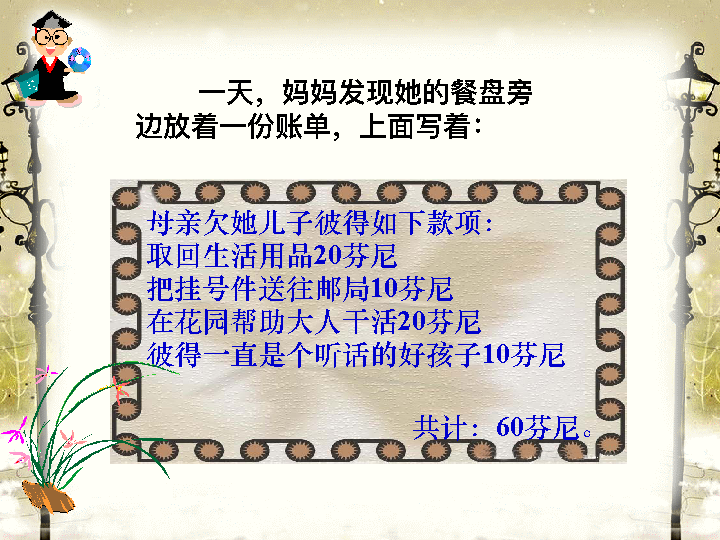 一天，妈妈发现她的餐盘旁
边放着一份账单，上面写着：
母亲欠她儿子彼得如下款项：
取回生活用品20芬尼
把挂号件送往邮局10芬尼
在花园帮助大人干活20芬尼
彼得一直是个听话的好孩子10芬尼
共计：60芬尼。